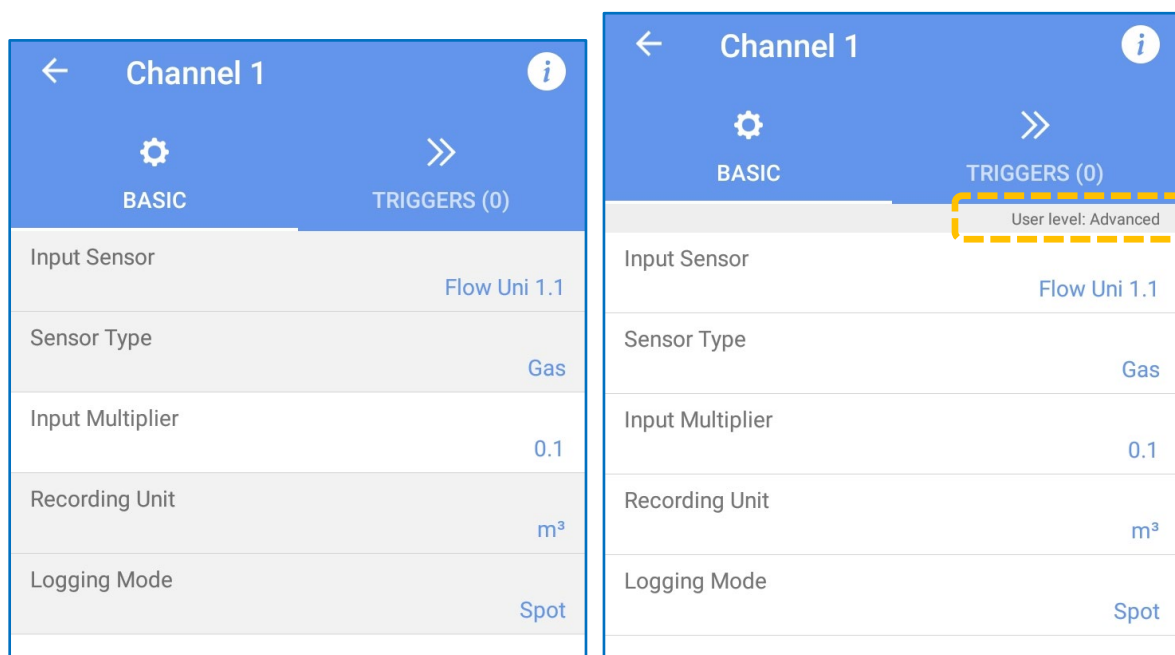 Channel 1
i
BASIC
TRIGGERS (0)
Input Sensor
Flow Uni 1.1
Sensor Type
Gas
Input Multiplier
0.1
Recording Unit
m³
Logging Mode
Spot
Channel 1
i
BASIC
TRIGGERS (0)
User level: Advanced
Input Sensor
Flow Uni 1.1
Sensor Type
Gas
Input Multiplier
0.1
Recording Unit
m³
Logging Mode
Spot